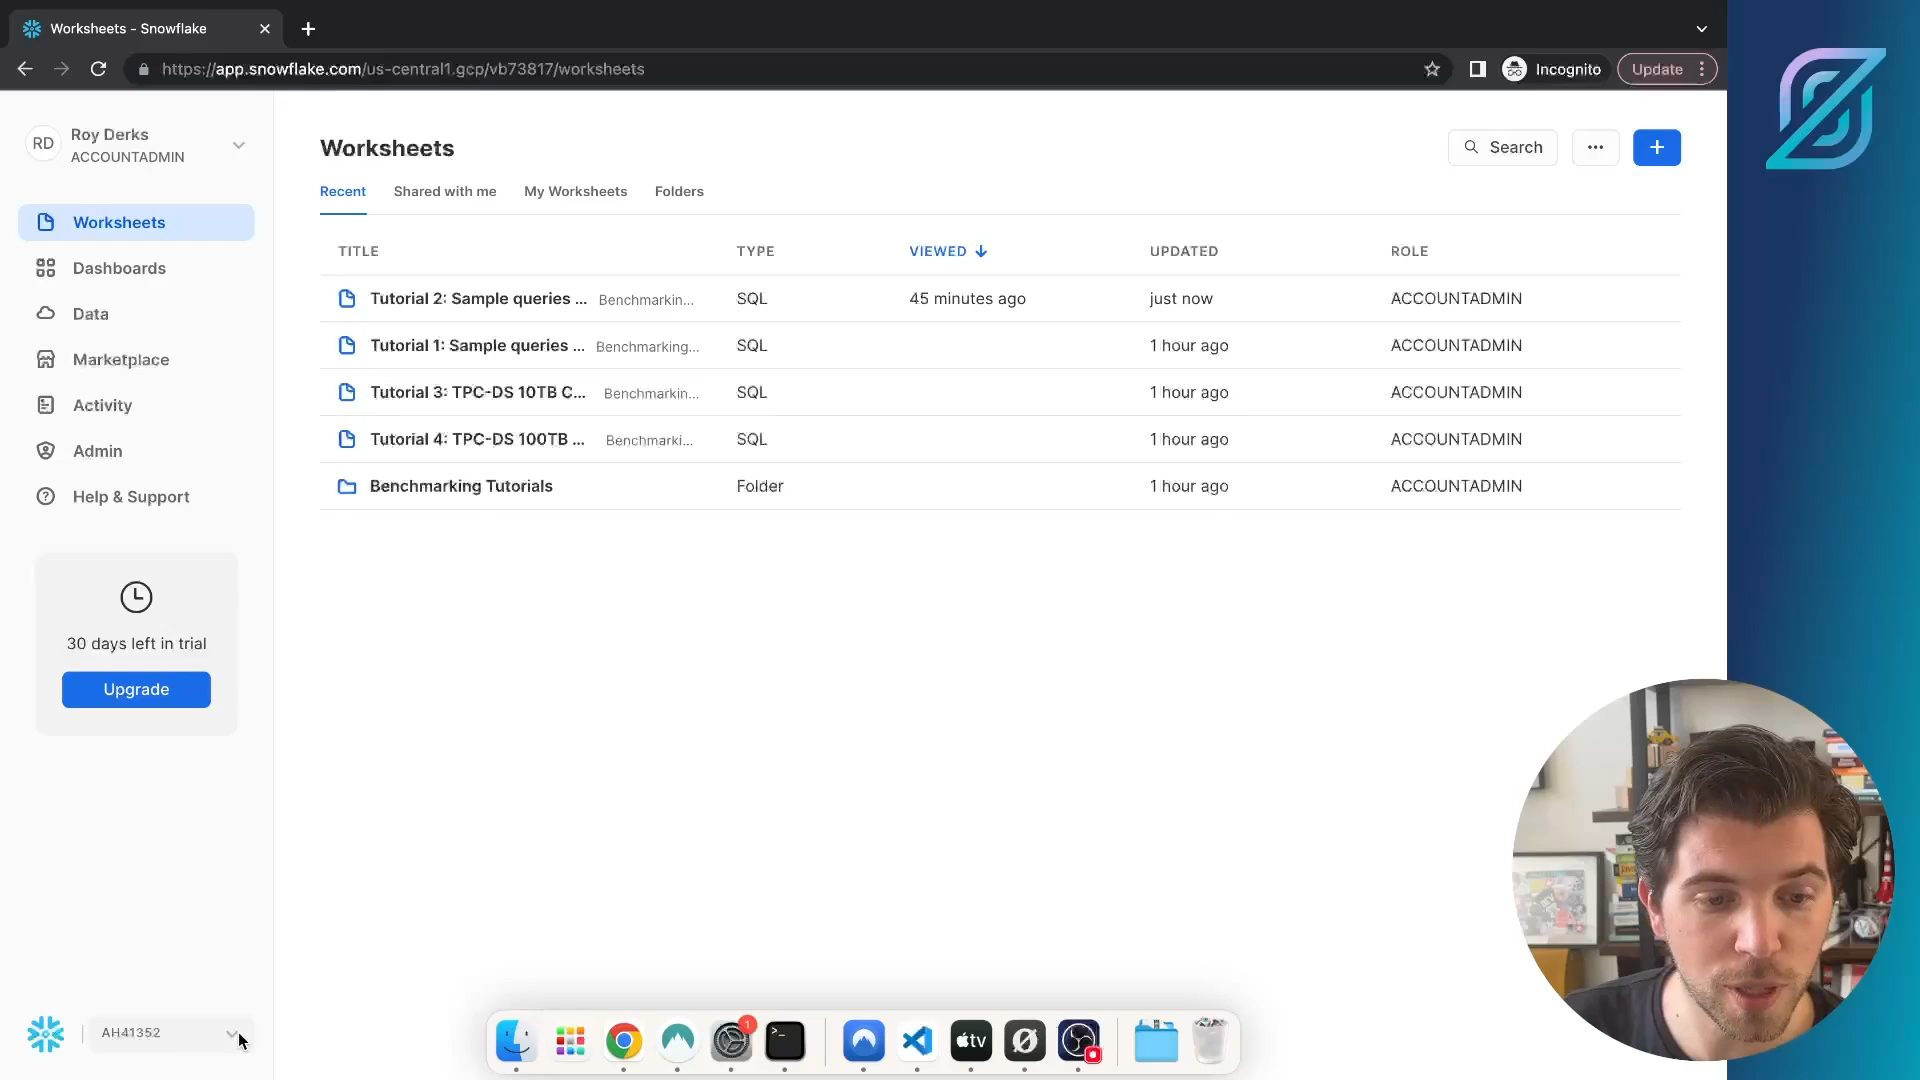 Worksheets - Snowflake
https://app.snowflake.com/us-central1.gcp/vb73817/worksheets
Incognito
Update
RD
Roy Derks
ACCOUNTADMIN
Worksheets
Dashboards
Data
Marketplace
Activity
Admin
Help & Support
30 days left in trial
Upgrade
AH41352
Worksheets
Search
Recent Shared with me My Worksheets Folders
TITLE TYPE VIEWED UPDATED ROLE
Tutorial 2: Sample queries ... Benchmarkin... SQL 45 minutes ago just now ACCOUNTADMIN
Tutorial 1: Sample queries ... Benchmarking... SQL 1 hour ago ACCOUNTADMIN
Tutorial 3: TPC-DS 10TB C... Benchmarkin... SQL 1 hour ago ACCOUNTADMIN
Tutorial 4: TPC-DS 100TB ... Benchmarki... SQL 1 hour ago ACCOUNTADMIN
Benchmarking Tutorials Folder 1 hour ago ACCOUNTADMIN
1
tv